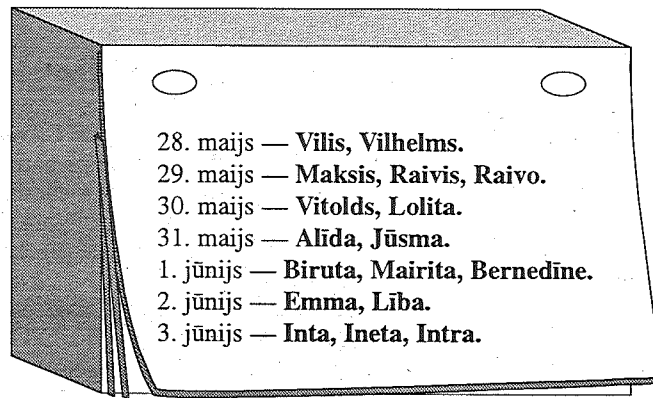 28. maijs — Vilis, Vilhelms.
29. maijs — Maksis, Raivis, Raivo.
30. maijs — Vitolds, Lolita.
31. maijs — Alīda, Jūsma.
1. jūnijs — Biruta, Mairita, Bernedīne.
2. jūnijs — Emma, Lība.
3. jūnijs — Inta, Ineta, Intra.